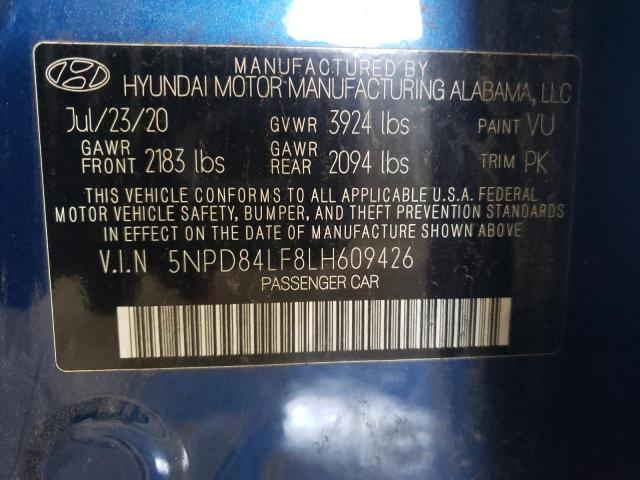 MANUFACTURED BY
HYUNDAI MOTOR MANUFACTURING ALABAMA, LLC
Jul/23/20 GVWR 3924 lbs PAINT VU
GAWR FRONT 2183 lbs GAWR REAR 2094 lbs TRIM PK
THIS VEHICLE CONFORMS TO ALL APPLICABLE U.S.A. FEDERAL
MOTOR VEHICLE SAFETY, BUMPER, AND THEFT PREVENTION STANDARDS
IN EFFECT ON THE DATE OF MANUFACTURE SHOWN ABOVE.
V.I.N 5NPD84LF8LH609426
PASSENGER CAR